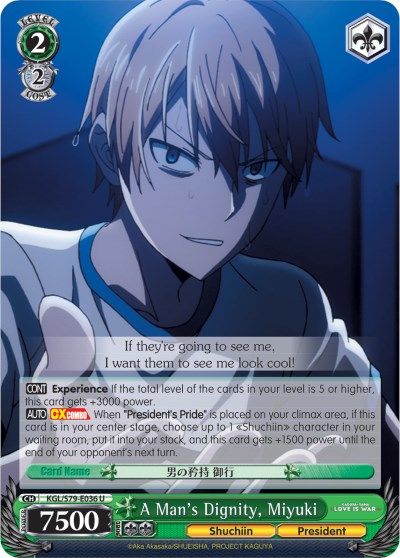 LEVEL
2
2
COST
If they're going to see me,
I want them to see me look cool!
CONT Experience If the total level of the cards in your level is 5 or higher,
this card gets +3000 power.
AUTO CX COMBO When "President's Pride" is placed on your climax area, if this
card is in your center stage, choose up to 1 «Shuchiin» character in your
waiting room, put it into your stock, and this card gets +1500 power until the
end of your opponent's next turn.
Card Name
男の矜持 御行
CH KGL/S79-E036 U
A Man's Dignity, Miyuki
KAGUYA-SAMA
LOVE IS WAR
POWER
7500
Shuchiin
President
©Aka Akasaka/SHUEISHA, PROJECT KAGUYA